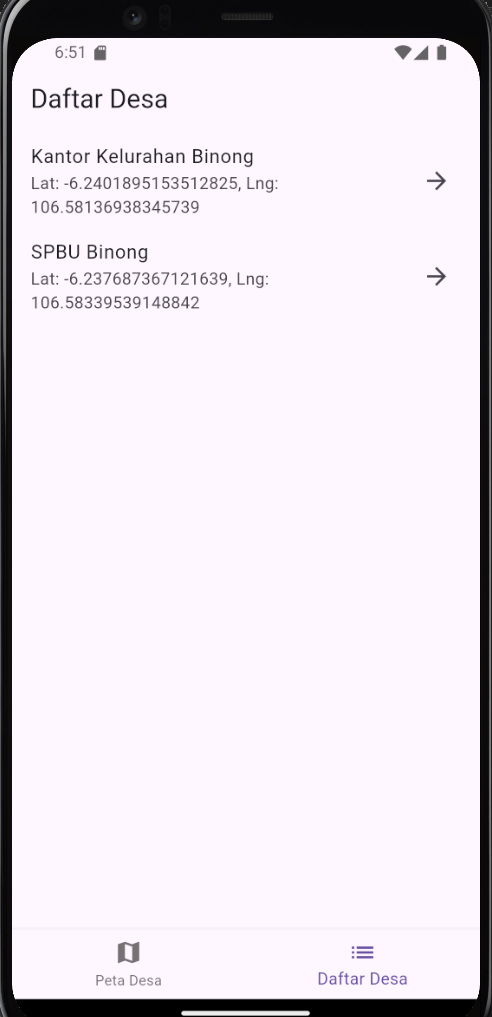 6:51
Daftar Desa
Kantor Kelurahan Binong
Lat: -6.2401895153512825, Lng:
106.58136938345739
SPBU Binong
Lat: -6.237687367121639, Lng:
106.58339539148842
Peta Desa
Daftar Desa